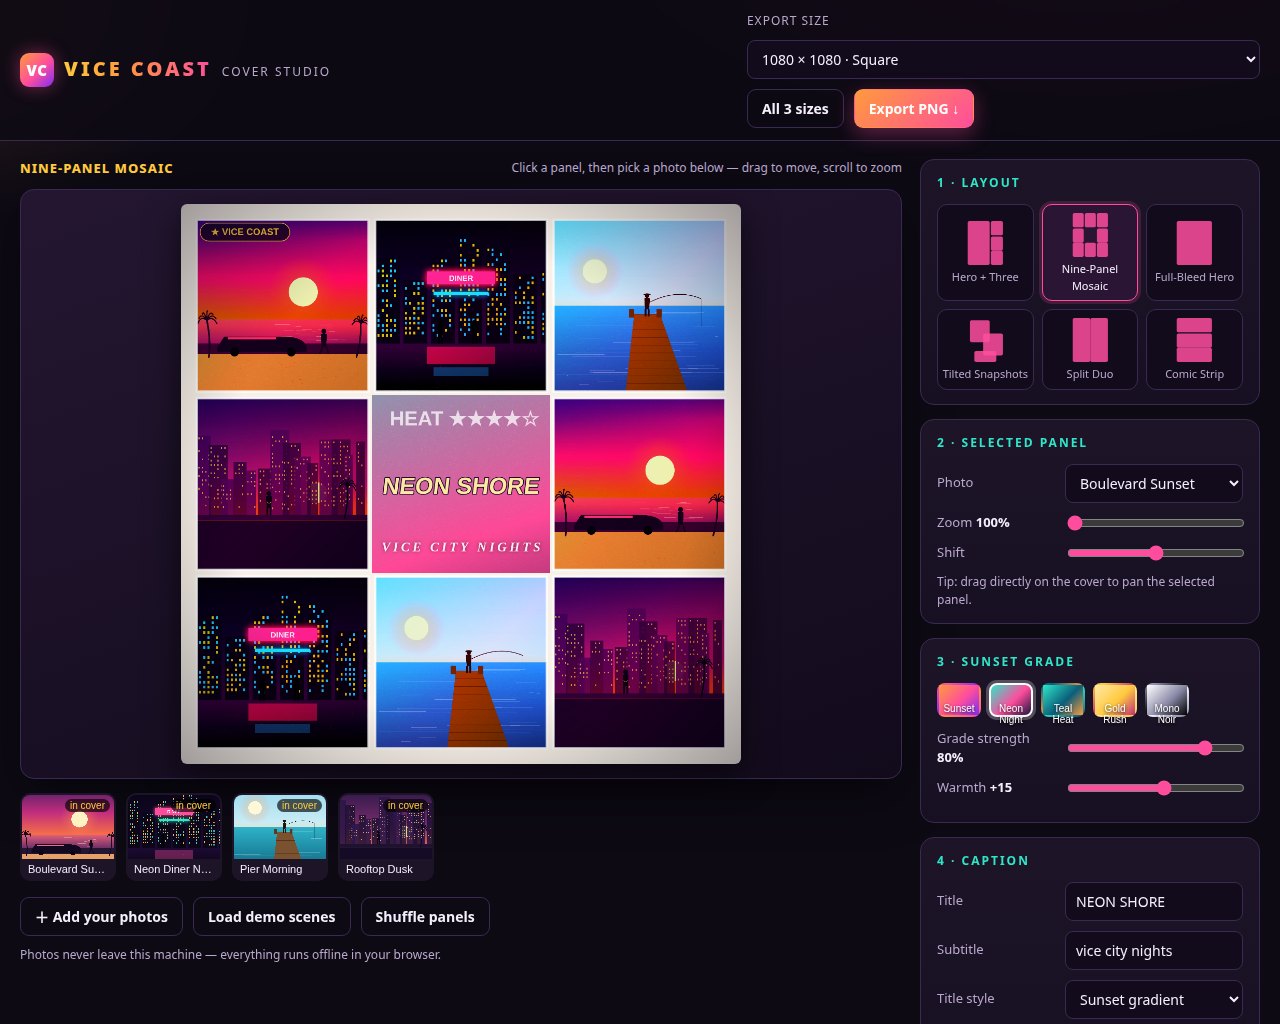 EXPORT SIZE
VC VICE COAST COVER STUDIO
1080 × 1080 · Square
All 3 sizes
Export PNG ↓
NINE-PANEL MOSAIC
Click a panel, then pick a photo below — drag to move, scroll to zoom
★ VICE COAST
DINER
HEAT ★★★★☆
NEON SHORE
VICE CITY NIGHTS
DINER
in cover
in cover
in cover
in cover
Boulevard Su…
Neon Diner N…
Pier Morning
Rooftop Dusk
+ Add your photos
Load demo scenes
Shuffle panels
Photos never leave this machine — everything runs offline in your browser.
1 · LAYOUT
Hero + Three
Nine-Panel
Mosaic
Full-Bleed Hero
Tilted Snapshots
Split Duo
Comic Strip
2 · SELECTED PANEL
Photo
Boulevard Sunset
Zoom 100%
Shift
Tip: drag directly on the cover to pan the selected
panel.
3 · SUNSET GRADE
Sunset
Neon
Night
Teal
Heat
Gold
Rush
Mono
Noir
Grade strength
80%
Warmth +15
4 · CAPTION
Title
NEON SHORE
Subtitle
vice city nights
Title style
Sunset gradient